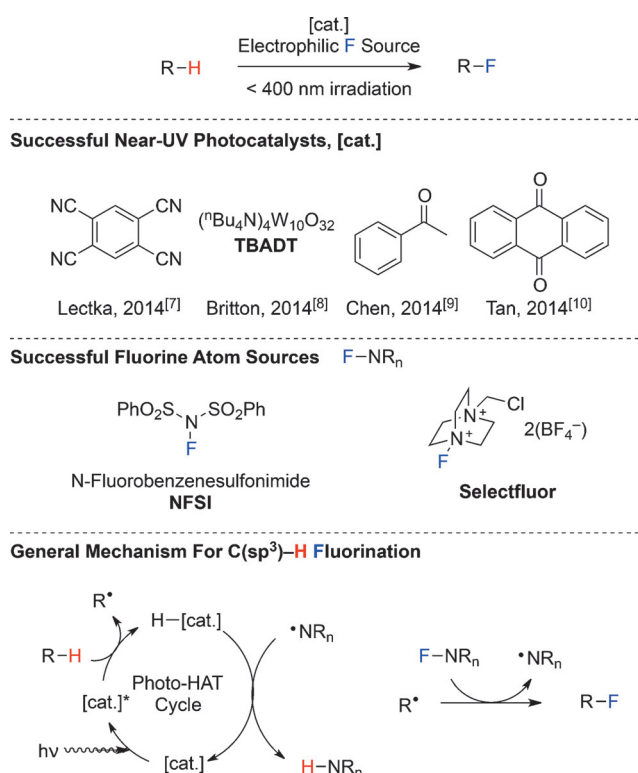 [cat.]
Electrophilic F Source
R–H
R–F
< 400 nm irradiation
Successful Near-UV Photocatalysts, [cat.]
NC
CN
NC
CN
(ⁿBu₄N)₄W₁₀O₃₂
TBADT
O
O
O
Lectka, 2014[7]
Britton, 2014[8]
Chen, 2014[9]
Tan, 2014[10]
Successful Fluorine Atom Sources F–NRₙ
PhO₂S
SO₂Ph
N
F
N-Fluorobenzenesulfonimide
NFSI
Cl
N+
N+
F
2(BF₄⁻)
Selectfluor
General Mechanism For C(sp³)–H Fluorination
R•
H–[cat.]
•NRₙ
R–H
Photo-HAT
Cycle
[cat.]*
hν
[cat.]
H–NRₙ
F–NRₙ
•NRₙ
R•
R–F